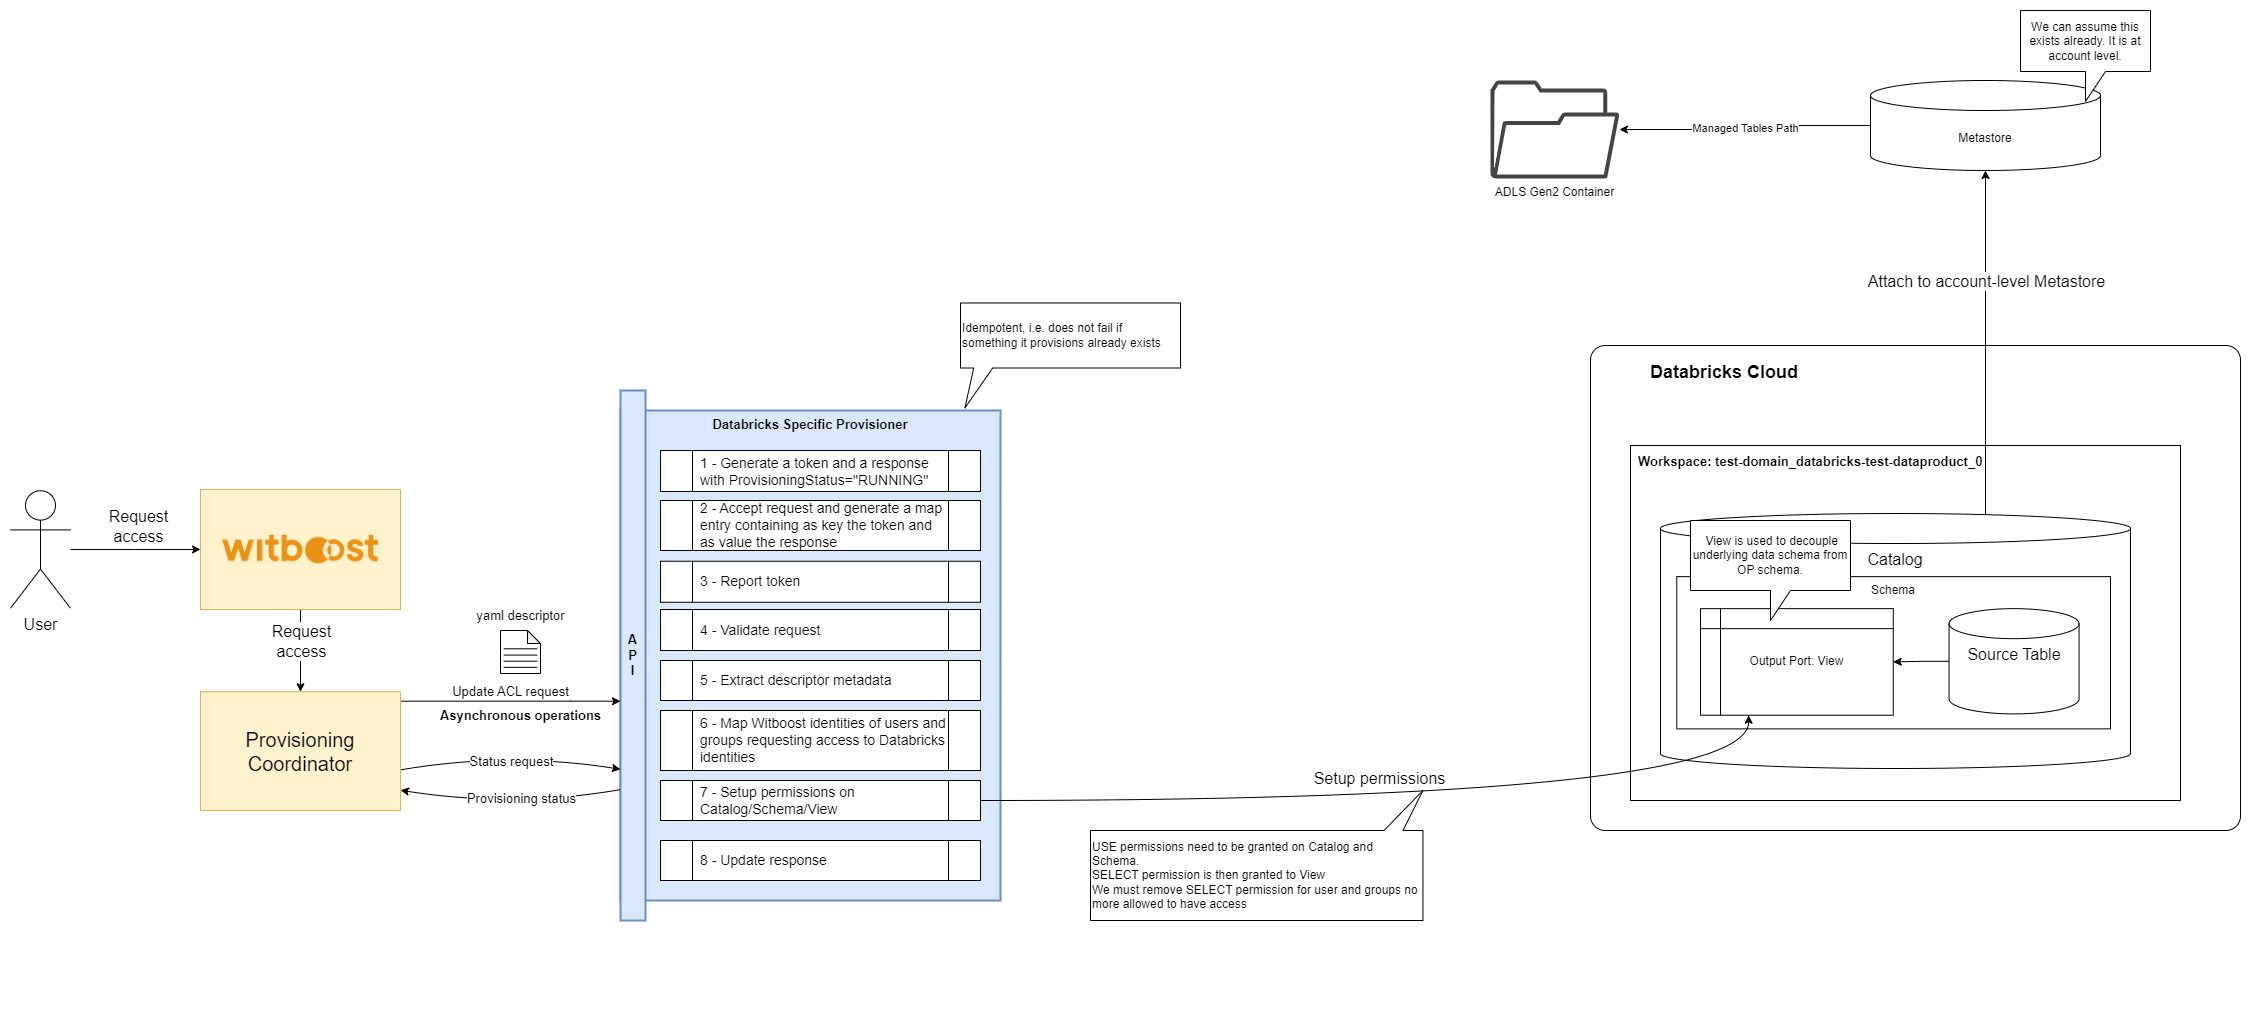 We can assume this
exists already. It is at
account level.
Metastore
Managed Tables Path
ADLS Gen2 Container
Attach to account-level Metastore
Idempotent, i.e. does not fail if
something it provisions already exists
Databricks Cloud
Workspace: test-domain_databricks-test-dataproduct_0
View is used to decouple
underlying data schema from
OP schema.
Catalog
Schema
Output Port: View
Source Table
User
Request
access
witboost
Request
access
Provisioning
Coordinator
yaml descriptor
Update ACL request
Asynchronous operations
Status request
Provisioning status
A
P
I
Databricks Specific Provisioner
1 - Generate a token and a response
with ProvisioningStatus="RUNNING"
2 - Accept request and generate a map
entry containing as key the token and
as value the response
3 - Report token
4 - Validate request
5 - Extract descriptor metadata
6 - Map Witboost identities of users and
groups requesting access to Databricks
identities
7 - Setup permissions on
Catalog/Schema/View
8 - Update response
Setup permissions
USE permissions need to be granted on Catalog and
Schema.
SELECT permission is then granted to View
We must remove SELECT permission for user and groups no
more allowed to have access